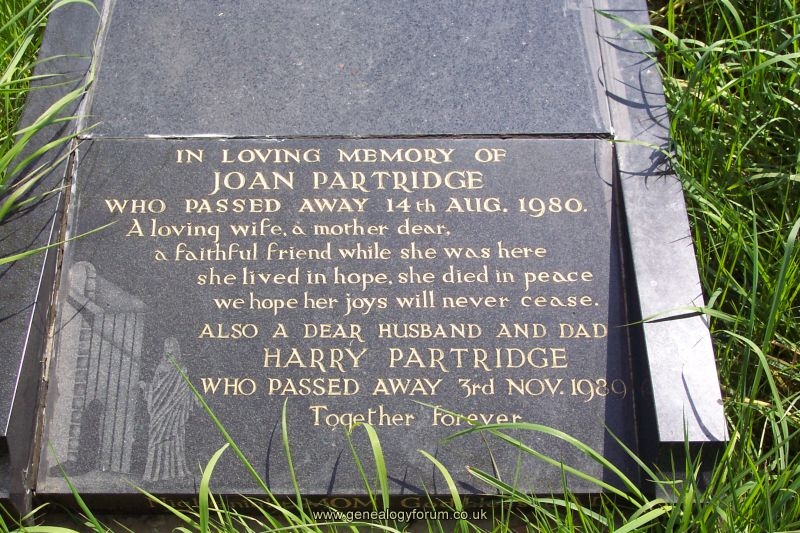 IN LOVING MEMORY OF
JOAN PARTRIDGE
WHO PASSED AWAY 14th AUG. 1980.
A loving wife, a mother dear,
a faithful friend while she was here
she lived in hope, she died in peace
we hope her joys will never cease.
ALSO A DEAR HUSBAND AND DAD
HARRY PARTRIDGE
WHO PASSED AWAY 3rd NOV. 1989
Together forever
www.genealogyforum.co.uk